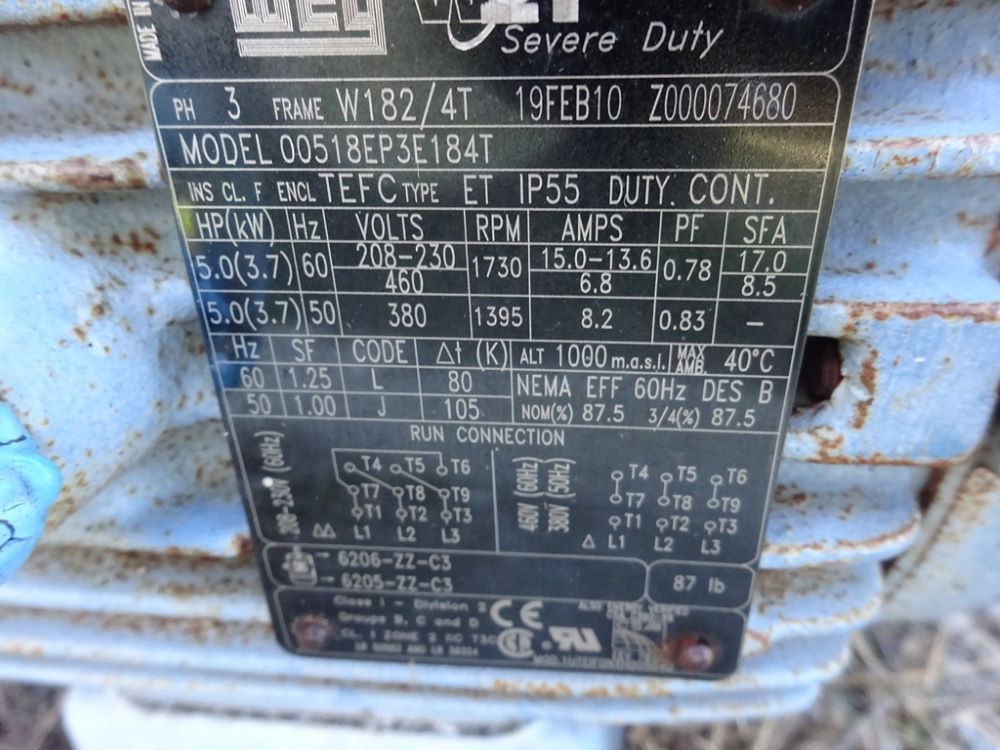 MADE IN
WEG
Severe Duty
PH 3 FRAME W182/4T 19FEB10 Z000074680
MODEL 00518EP3E184T
INS CL. F ENCL TEFC TYPE ET IP55 DUTY CONT.
HP(kW) Hz VOLTS RPM AMPS PF SFA
5.0(3.7) 60 208-230 1730 15.0-13.6 0.78 17.0
460 6.8 8.5
5.0(3.7) 50 380 1395 8.2 0.83 —
Hz SF CODE Δt (K) ALT 1000 m.a.s.l. MAX AMB. 40°C
60 1.25 L 80 NEMA EFF 60Hz DES B
50 1.00 J 105 NOM(%) 87.5 3/4(%) 87.5
RUN CONNECTION
208-230V (60Hz)
T4 T5 T6
T7 T8 T9
T1 T2 T3
ΔΔ L1 L2 L3
460V (60Hz)
380V (50Hz)
T4 T5 T6
T7 T8 T9
T1 T2 T3
Δ L1 L2 L3
6206-ZZ-C3
6205-ZZ-C3
87 lb
Class I - Division 2
Groups B, C and D
CL. I ZONE 2 IIC T3C
CE